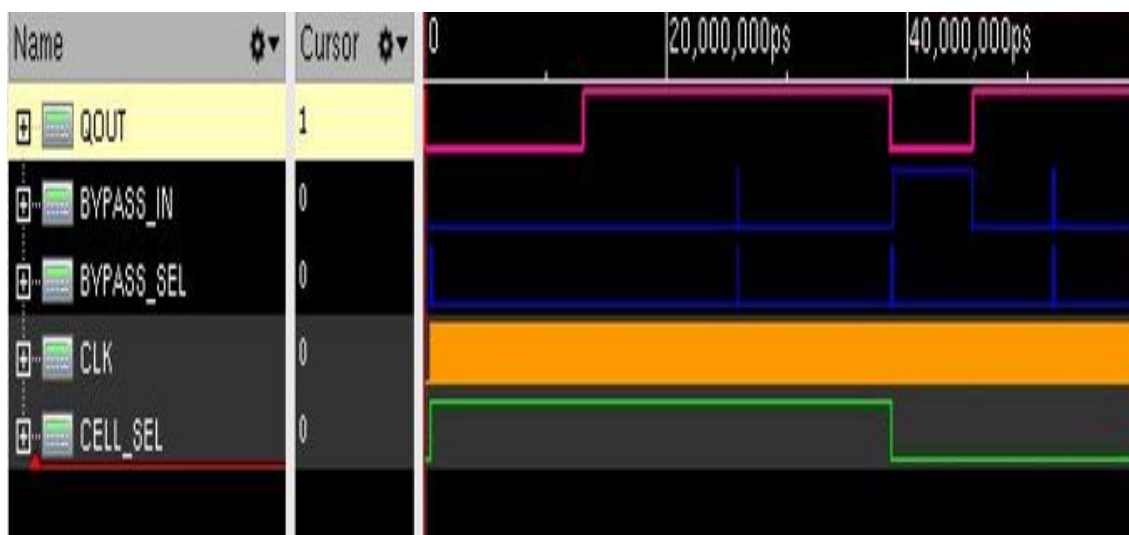 Name Cursor 0 20,000,000ps 40,000,000ps
QOUT 1
BYPASS_IN 0
BYPASS_SEL 0
CLK 0
CELL_SEL 0